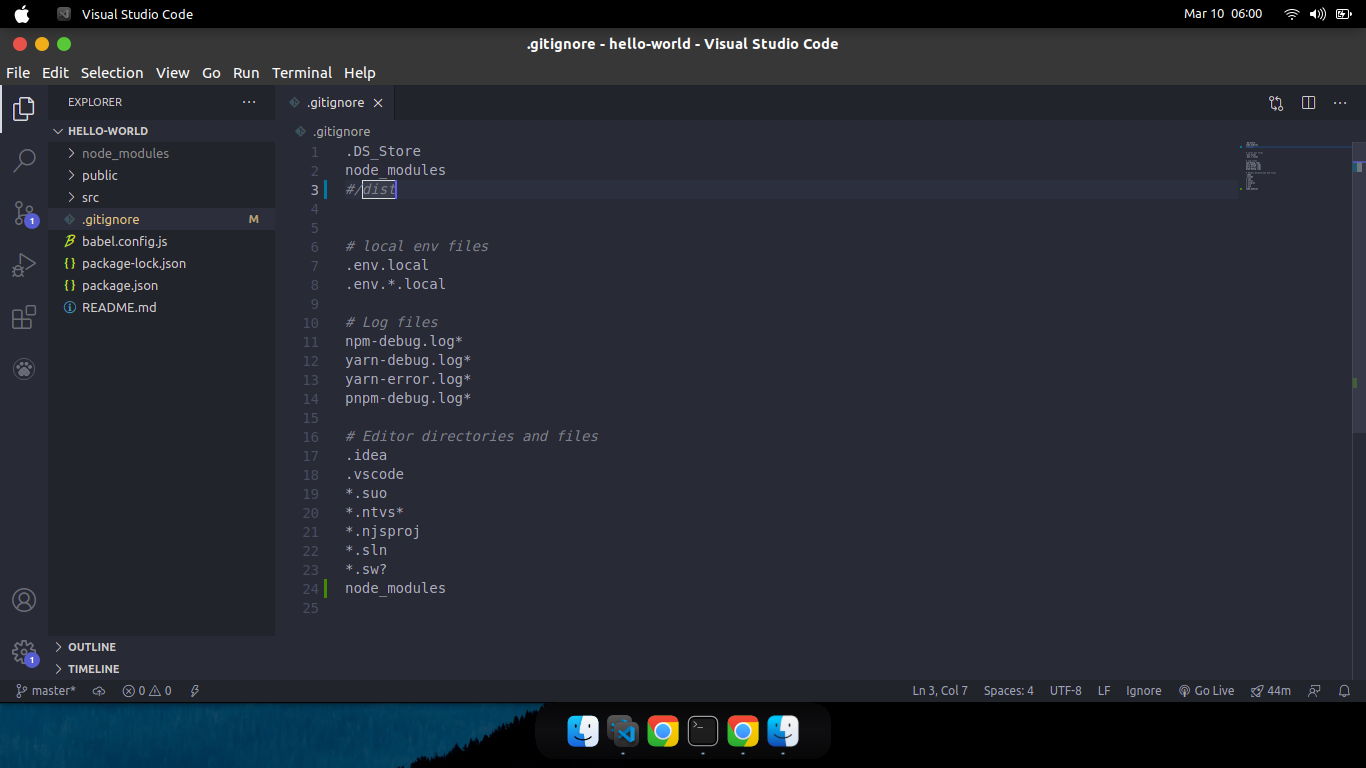 Visual Studio Code
Mar 10 06:00
.gitignore - hello-world - Visual Studio Code
File Edit Selection View Go Run Terminal Help
EXPLORER
HELLO-WORLD
node_modules
public
src
.gitignore M
babel.config.js
package-lock.json
package.json
README.md
OUTLINE
TIMELINE
1
1
.gitignore
.gitignore
1 .DS_Store
2 node_modules
3 #/dist
4
5
6 # local env files
7 .env.local
8 .env.*.local
9
10 # Log files
11 npm-debug.log*
12 yarn-debug.log*
13 yarn-error.log*
14 pnpm-debug.log*
15
16 # Editor directories and files
17 .idea
18 .vscode
19 *.suo
20 *.ntvs*
21 *.njsproj
22 *.sln
23 *.sw?
24 node_modules
25
master* 0 0 Ln 3, Col 7 Spaces: 4 UTF-8 LF Ignore Go Live 44m